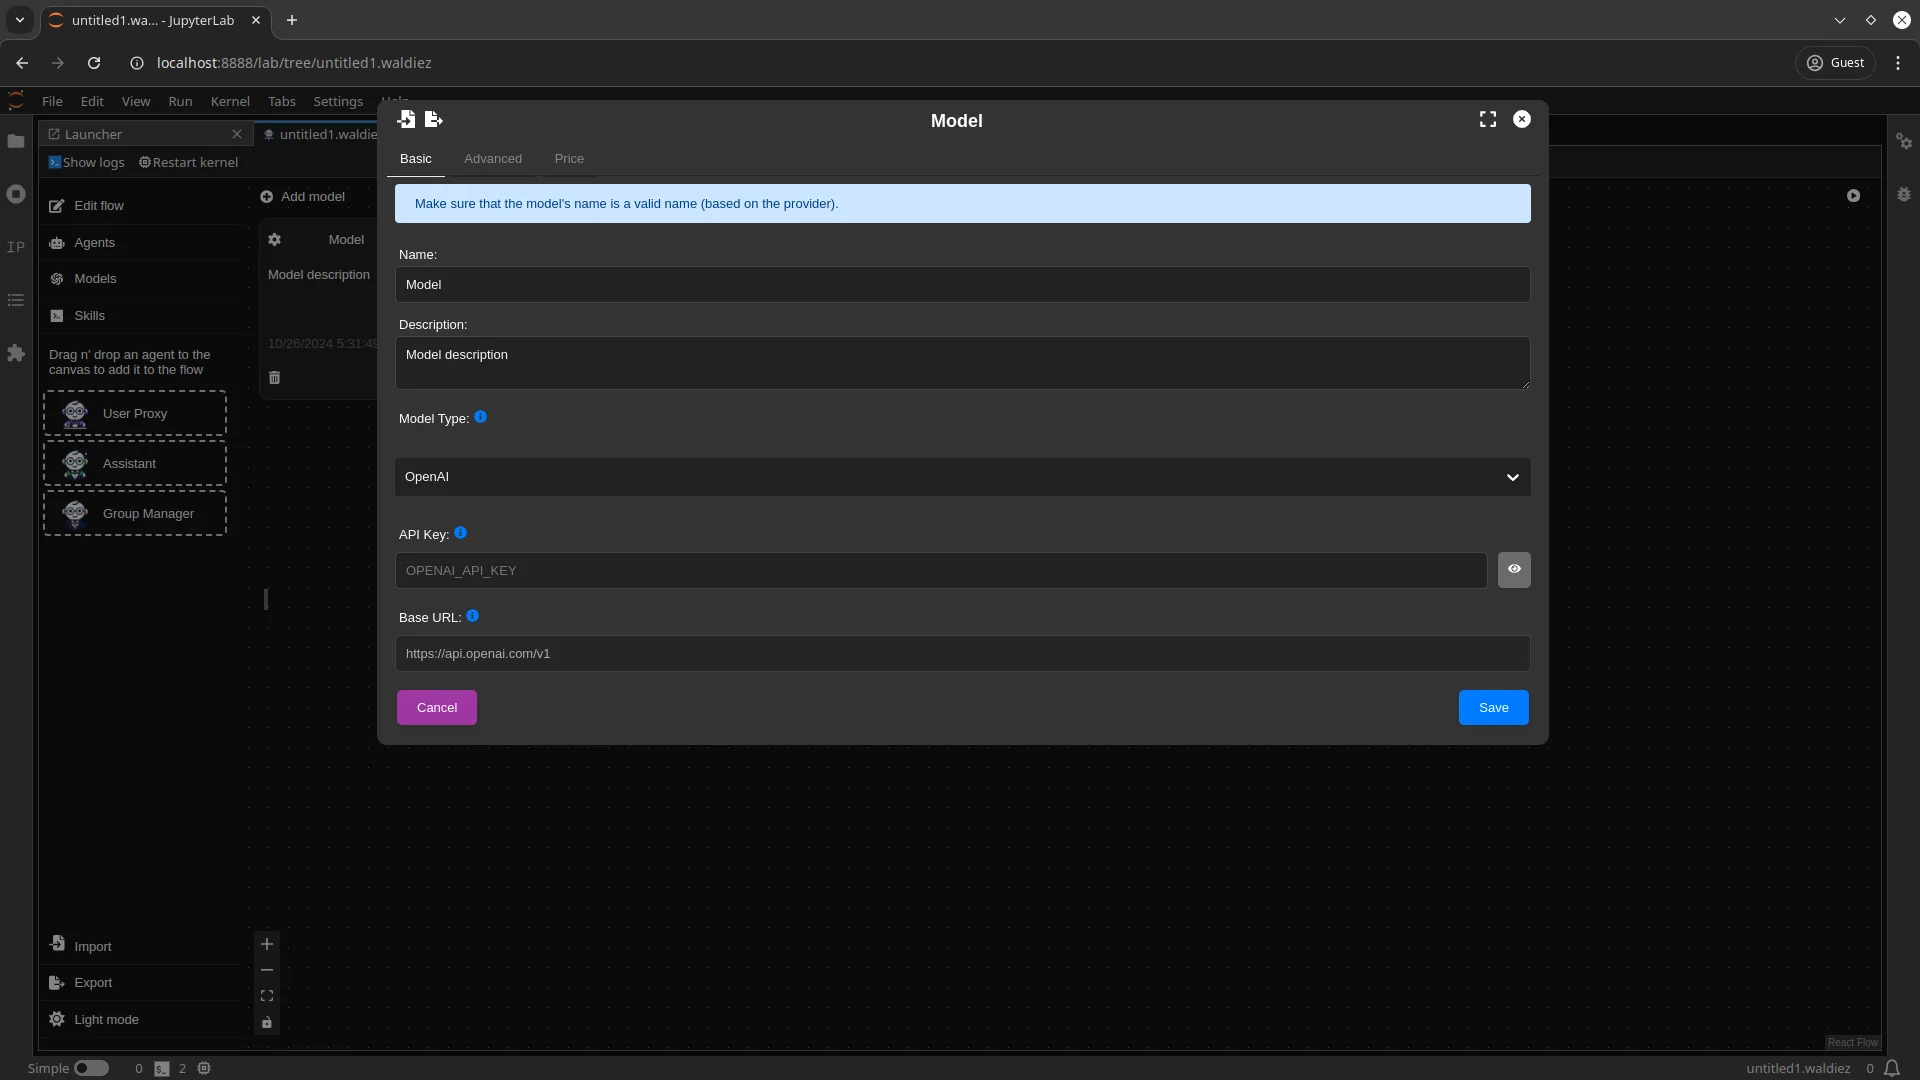 untitled1.wa... - JupyterLab
localhost:8888/lab/tree/untitled1.waldiez
Guest
File Edit View Run Kernel Tabs Settings Help
Launcher
untitled1.waldie
Show logs Restart kernel
Edit flow
Agents
Models
Skills
Drag n' drop an agent to the
canvas to add it to the flow
User Proxy
Assistant
Group Manager
Import
Export
Light mode
Add model
Model
Model description
10/26/2024 5:31:49
Model
Basic Advanced Price
Make sure that the model's name is a valid name (based on the provider).
Name:
Model
Description:
Model description
Model Type:
OpenAI
API Key:
OPENAI_API_KEY
Base URL:
https://api.openai.com/v1
Cancel
Save
React Flow
Simple 0 2
untitled1.waldiez 0
IP